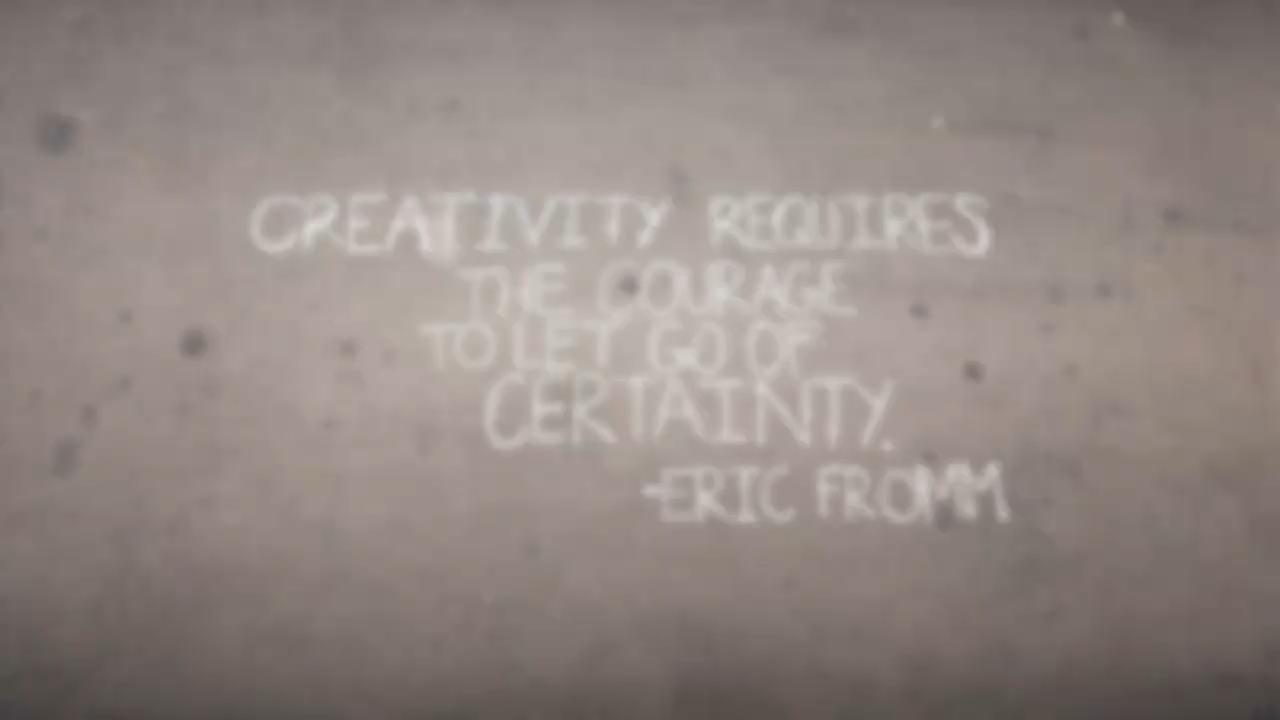 CREATIVITY REQUIRES
THE COURAGE
TO LET GO OF
CERTAINTY.
-ERIC FROMM